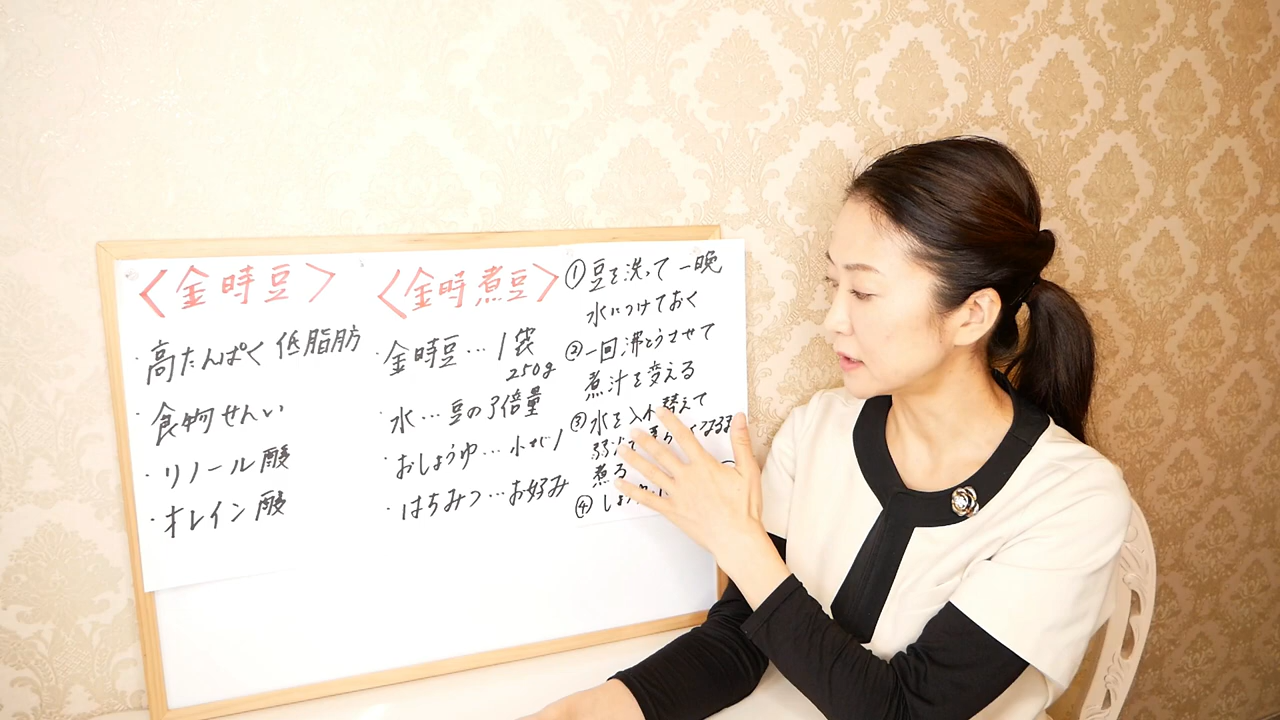 <金時豆>
・高たんぱく 低脂肪
・食物せんい
・リノール酸
・オレイン酸
<金時煮豆>
・金時豆…1袋
250g
水…豆の3倍量
・おしょうゆ…小さじ1
・はちみつ…お好み
①豆を洗って一晩
水につけておく
②一回沸とうさせて
煮汁を変える
③水を入れ替えて
弱火で
煮る
④しょ